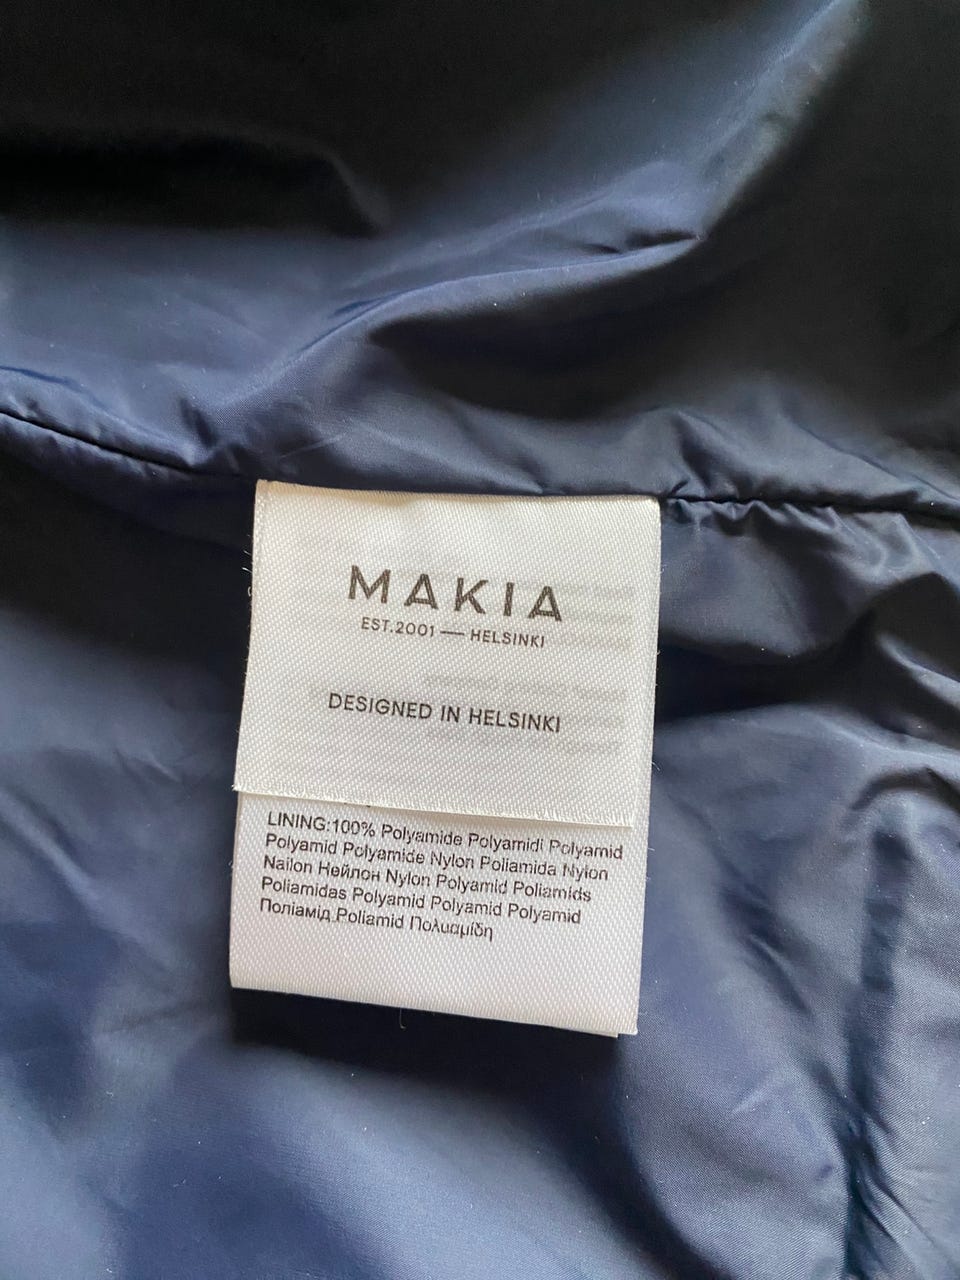 MAKIA
EST.2001 — HELSINKI
DESIGNED IN HELSINKI
LINING:100% Polyamide Polyamidi Polyamid
Polyamid Polyamide Nylon Poliamida Nylon
Nailon Нейлон Nylon Polyamid Poliamids
Poliamidas Polyamid Polyamid Polyamid
Поліамід Poliamid Πολυαμίδη